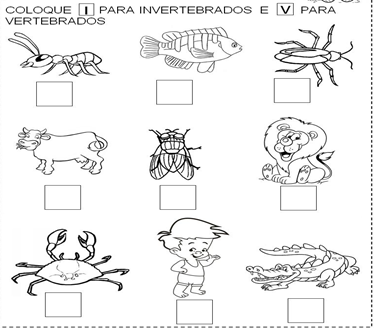 COLOQUE I PARA INVERTEBRADOS E V PARA
VERTEBRADOS